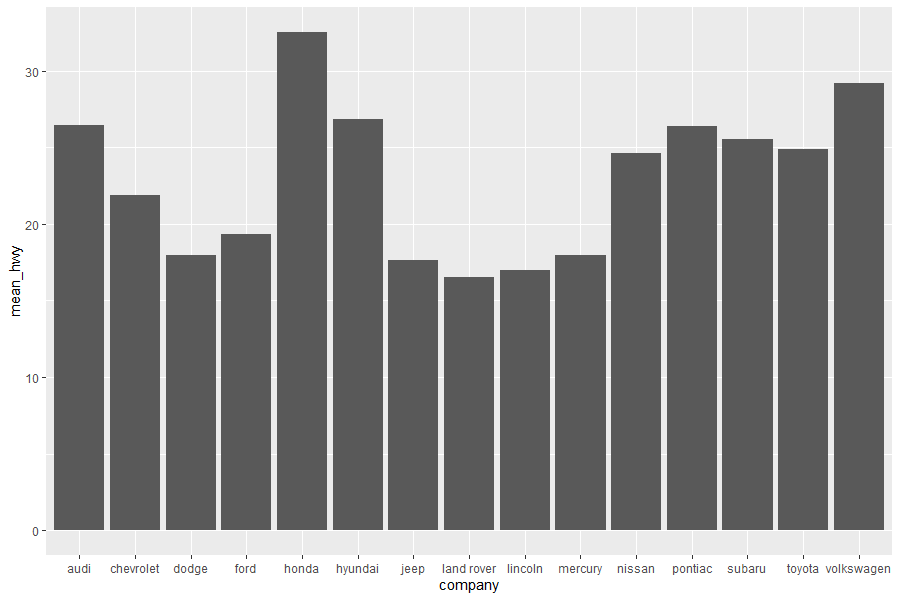 mean_hwy
30
20
10
0
audi chevrolet dodge ford honda hyundai jeep land rover lincoln mercury nissan pontiac subaru toyota volkswagen
company